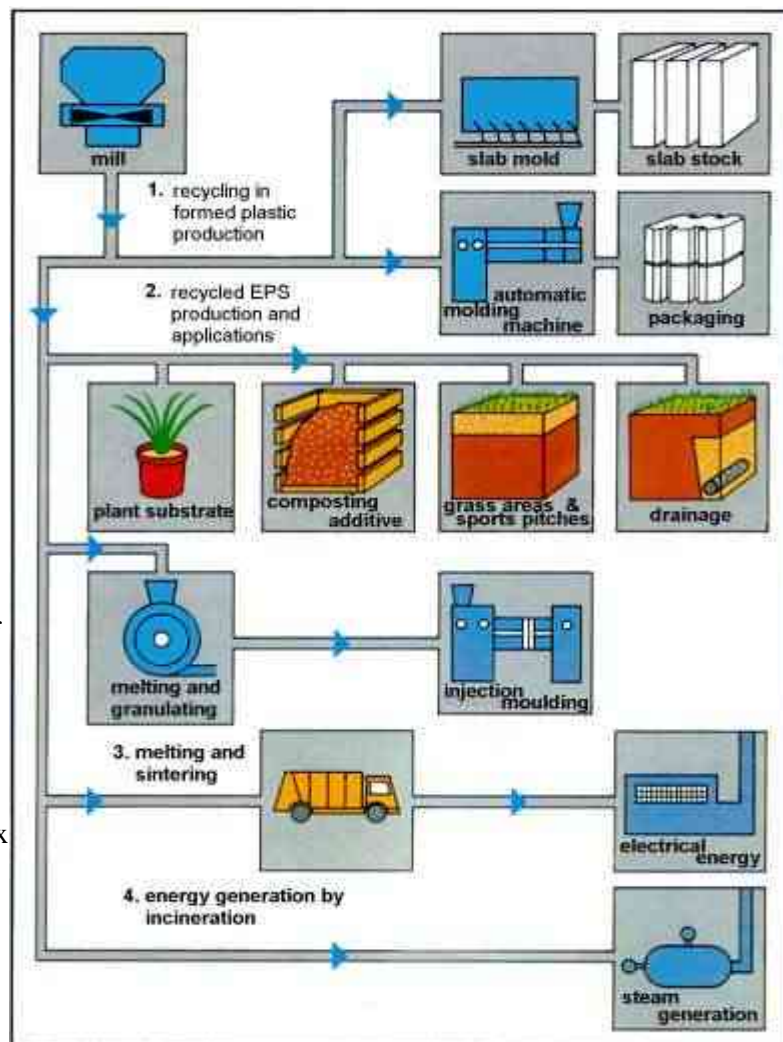 mill
slab mold
slab stock
1. recycling in
formed plastic
production
2. recycled EPS
production and
applications
automatic
molding
machine
packaging
plant substrate
composting
additive
grass areas &
sports pitches
drainage
melting and
granulating
injection
moulding
3. melting and
sintering
electrical
energy
x
4. energy generation by
incineration
steam
generation